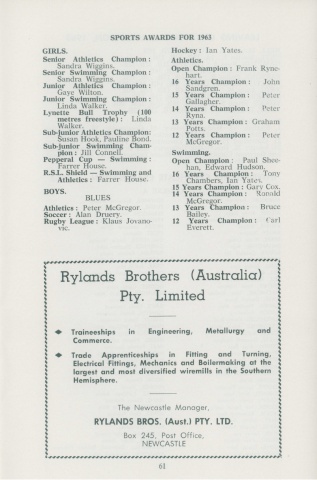 SPORTS AWARDS FOR 1963
GIRLS.
Senior Athletics Champion:
Sandra Wiggins.
Senior Swimming Champion:
Sandra Wiggins.
Junior Athletics Champion:
Gaye Wilton.
Junior Swimming Champion:
Linda Walker.
Lynette Bull Trophy (100
metres freestyle): Linda
Walker.
Sub-junior Athletics Champion:
Susan Hook, Pauline Bond.
Sub-junior Swimming Cham-
pion: Jill Connell.
Pepperal Cup — Swimming:
Farrer House.
R.S.L. Shield — Swimming and
Athletics: Farrer House.
BOYS.
BLUES
Athletics: Peter McGregor.
Soccer: Alan Druery.
Rugby League: Klaus Jovano-
vic.
Hockey: Ian Yates.
Athletics.
Open Champion: Frank Ryne-
hart.
16 Years Champion: John
Sandgren.
15 Years Champion: Peter
Gallagher.
14 Years Champion: Peter
Ryna.
13 Years Champion: Graham
Potts.
12 Years Champion: Peter
McGregor.
Swimming.
Open Champion: Paul Shee-
han, Edward Hudson.
16 Years Champion: Tony
Chambers, Ian Yates.
15 Years Champion: Gary Cox.
14 Years Champion: Ronald
McGregor.
13 Years Champion: Bruce
Bailey.
12 Years Champion: Carl
Everett.
Rylands Brothers (Australia)
Pty. Limited
Traineeships in Engineering, Metallurgy and
Commerce.
Trade Apprenticeships in Fitting and Turning,
Electrical Fittings, Mechanics and Boilermaking at the
largest and most diversified wiremills in the Southern
Hemisphere.
The Newcastle Manager,
RYLANDS BROS. (Aust.) PTY. LTD.
Box 245, Post Office,
NEWCASTLE
61